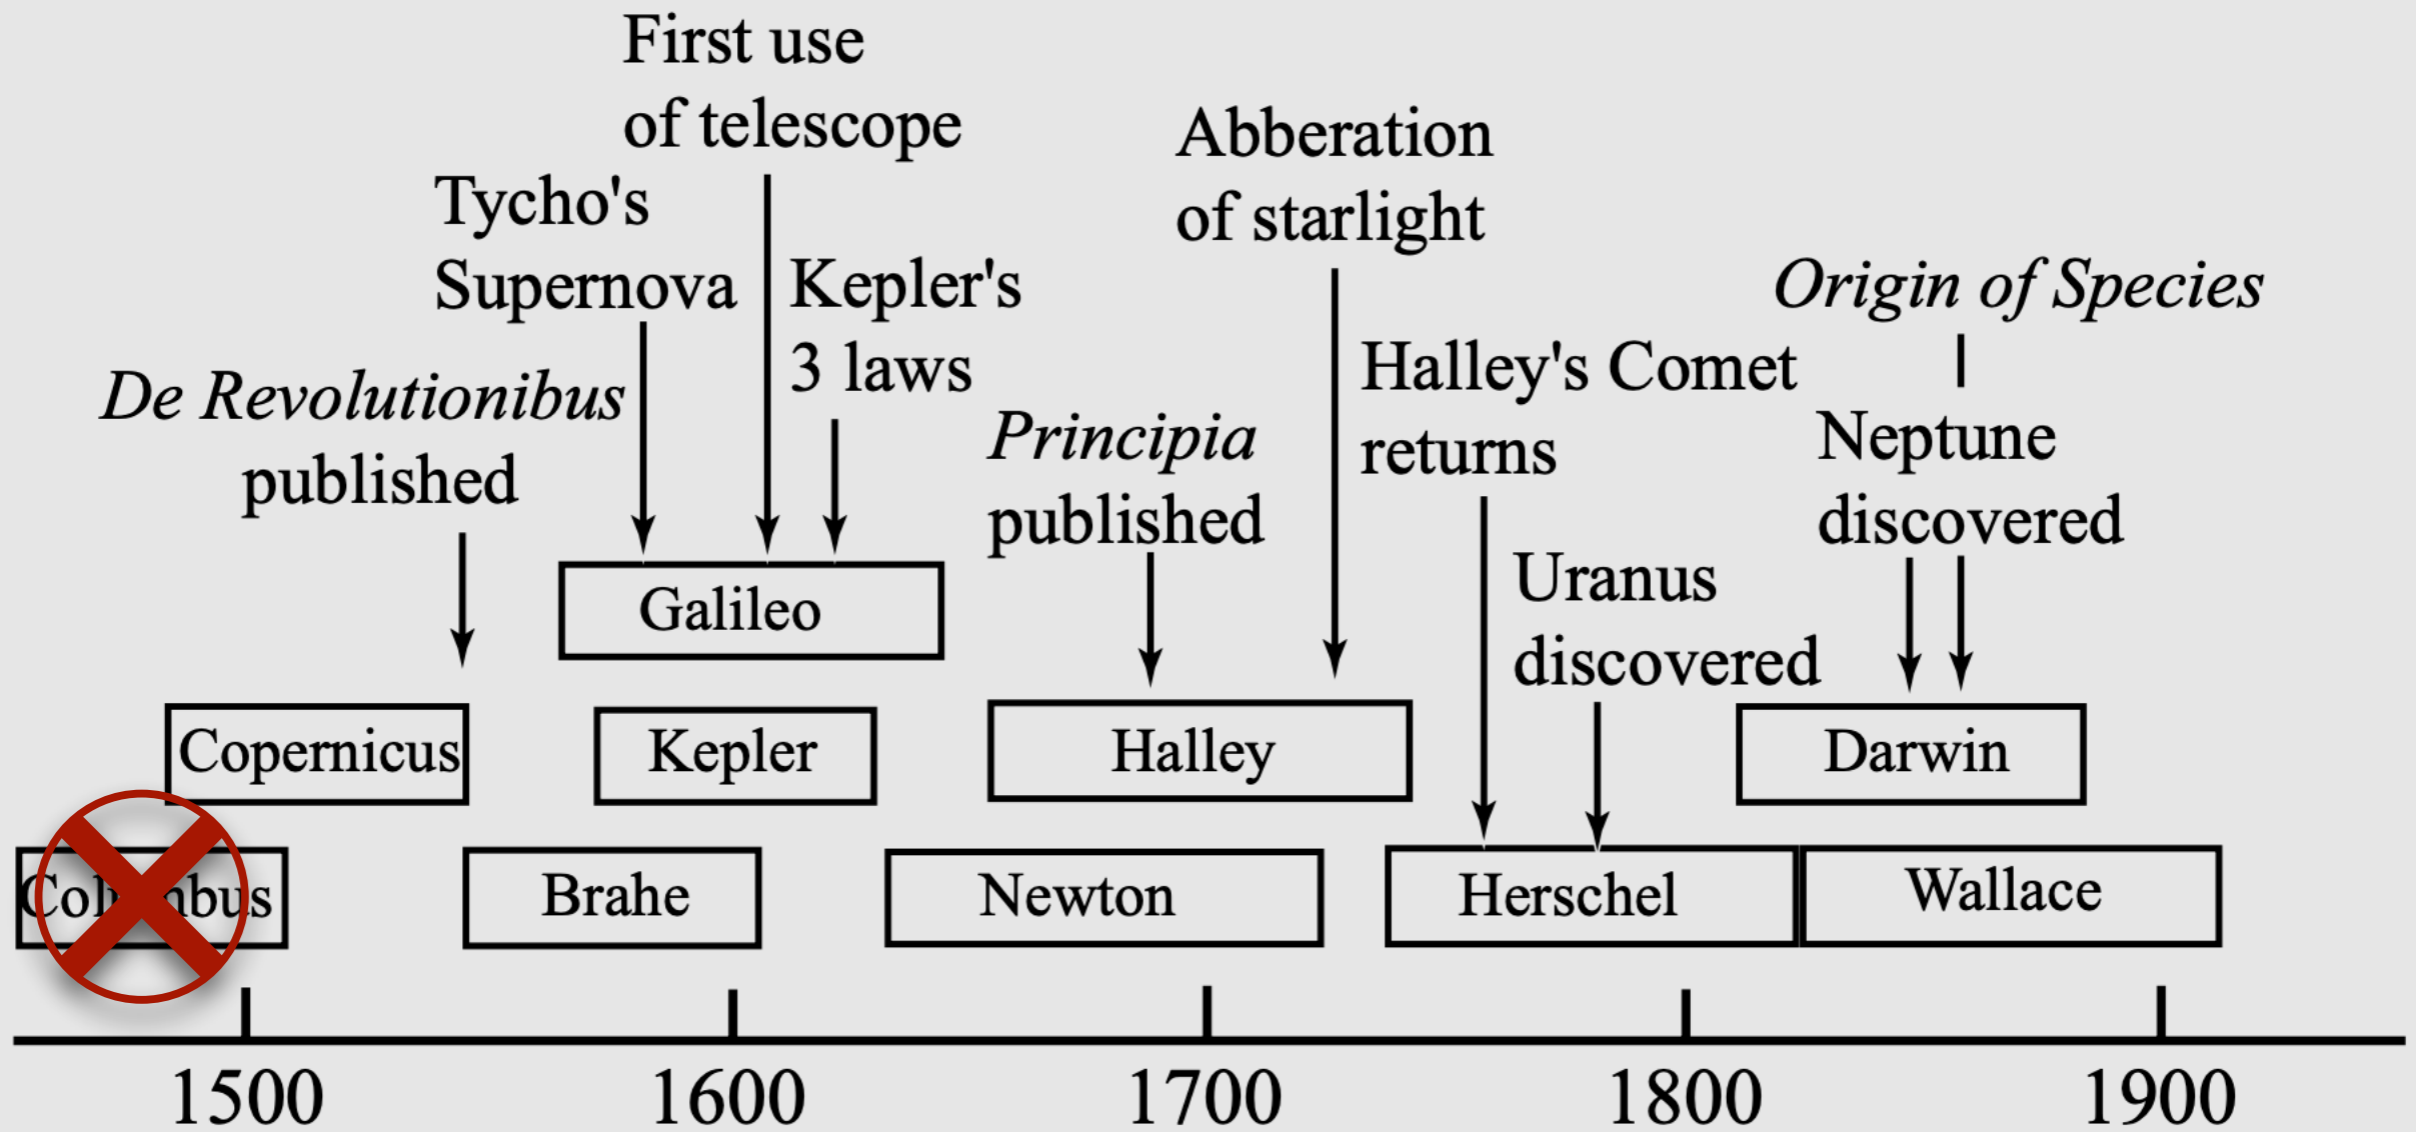 First use
of telescope
Tycho's
Supernova
Kepler's
3 laws
De Revolutionibus
published
Abberation
of starlight
Principia
published
Halley's Comet
returns
Origin of Species
Neptune
discovered
Uranus
discovered
Galileo
Copernicus
Kepler
Halley
Darwin
Brahe
Newton
Herschel
Wallace
1500
1600
1700
1800
1900